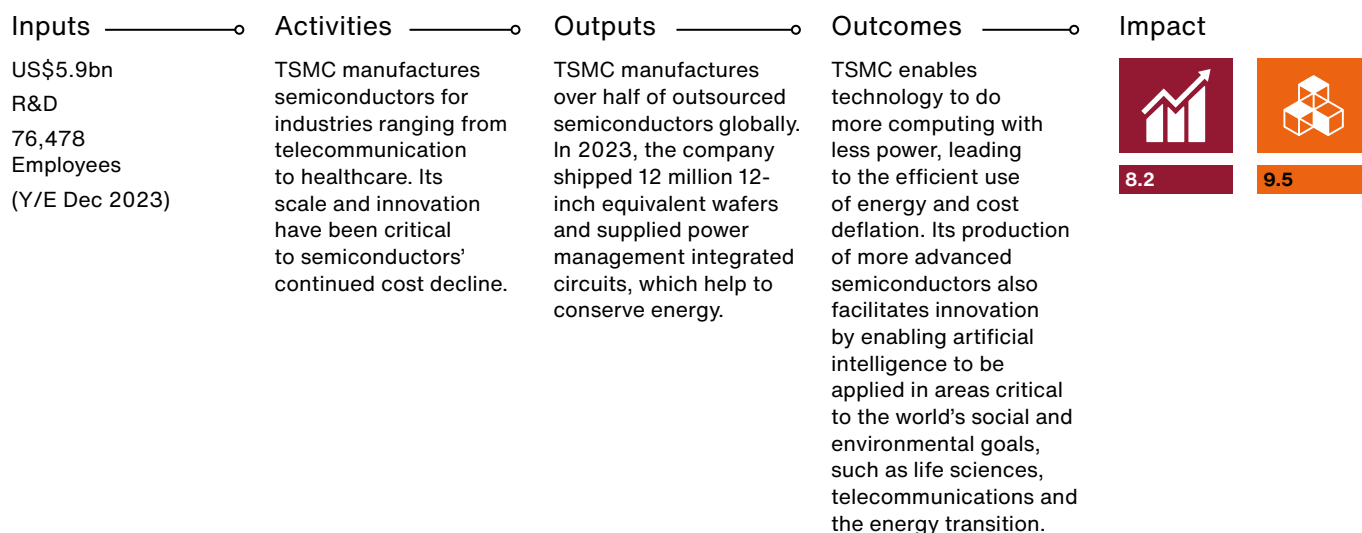 Inputs
US$5.9bn
R&D
76,478
Employees
(Y/E Dec 2023)
Activities
TSMC manufactures
semiconductors for
industries ranging from
telecommunication
to healthcare. Its
scale and innovation
have been critical
to semiconductors’
continued cost decline.
Outputs
TSMC manufactures
over half of outsourced
semiconductors globally.
In 2023, the company
shipped 12 million 12-
inch equivalent wafers
and supplied power
management integrated
circuits, which help to
conserve energy.
Outcomes
TSMC enables
technology to do
more computing with
less power, leading
to the efficient use
of energy and cost
deflation. Its production
of more advanced
semiconductors also
facilitates innovation
by enabling artificial
intelligence to be
applied in areas critical
to the world’s social and
environmental goals,
such as life sciences,
telecommunications and
the energy transition.
Impact
8.2
9.5